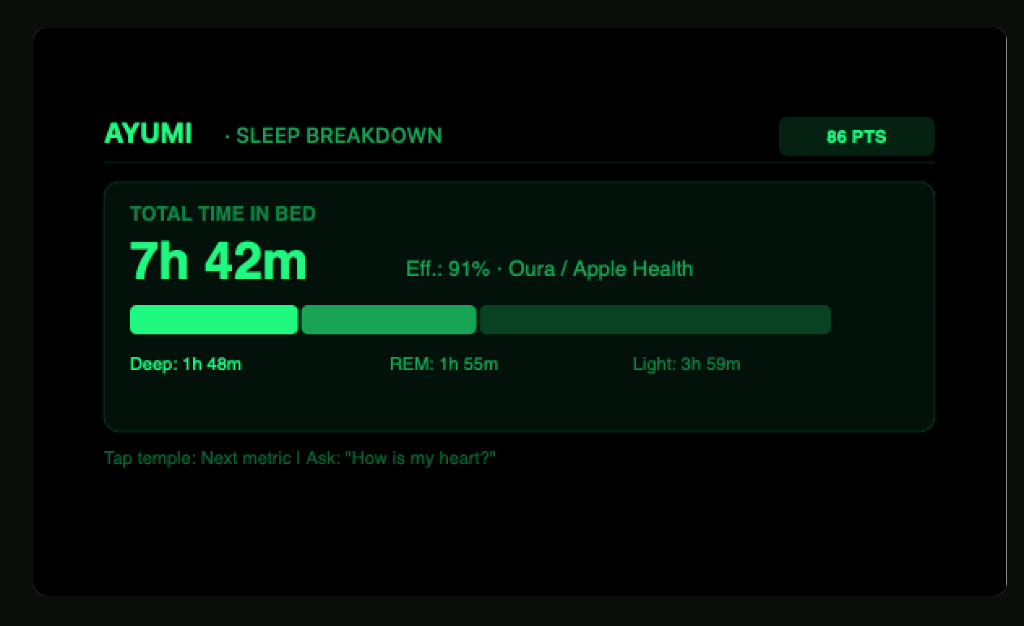 AYUMI · SLEEP BREAKDOWN 86 PTS
TOTAL TIME IN BED
7h 42m Eff.: 91% · Oura / Apple Health
Deep: 1h 48m REM: 1h 55m Light: 3h 59m
Tap temple: Next metric | Ask: "How is my heart?"